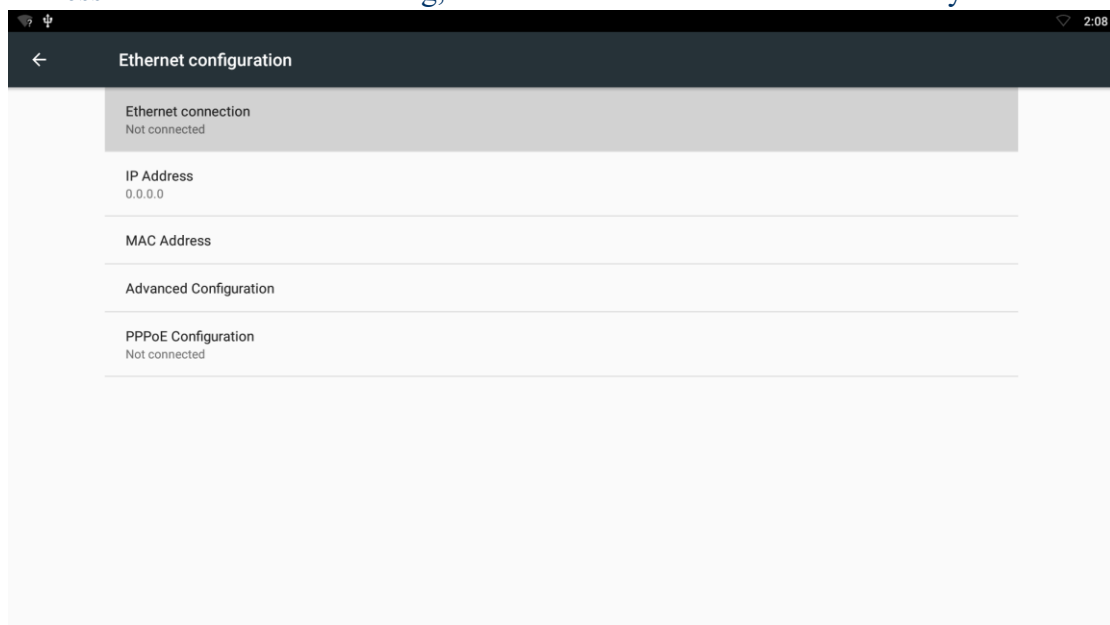 2:08
Ethernet configuration
Ethernet connection
Not connected
IP Address
0.0.0.0
MAC Address
Advanced Configuration
PPPoE Configuration
Not connected